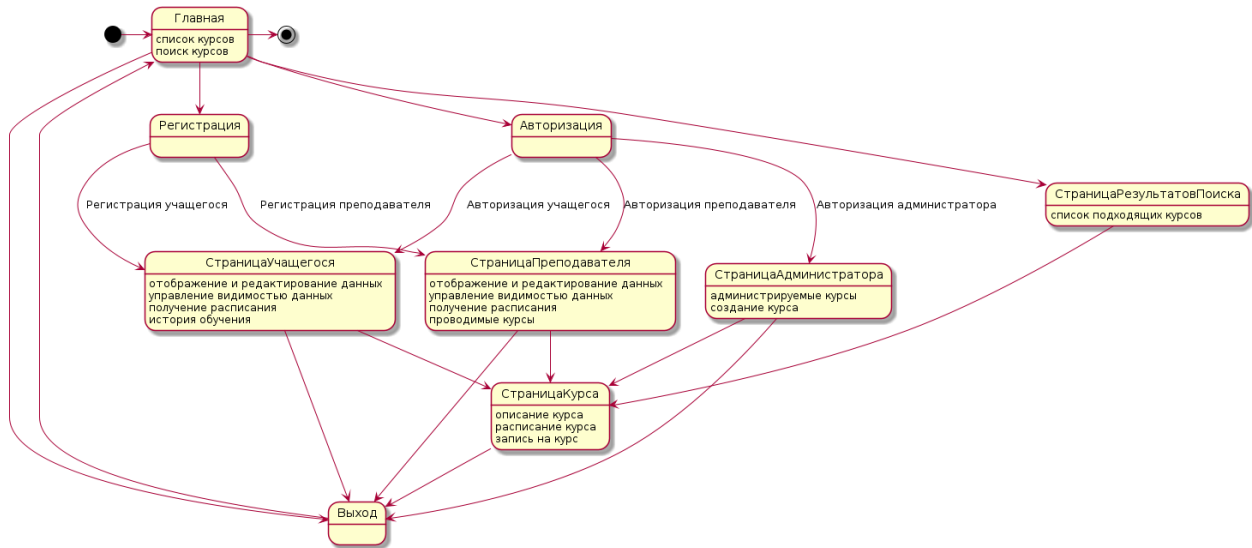 Главная
список курсов
поиск курсов
Регистрация
Авторизация
СтраницаРезультатовПоиска
список подходящих курсов
Регистрация учащегося
Регистрация преподавателя
Авторизация учащегося
Авторизация преподавателя
Авторизация администратора
СтраницаУчащегося
отображение и редактирование данных
управление видимостью данных
получение расписания
история обучения
СтраницаПреподавателя
отображение и редактирование данных
управление видимостью данных
получение расписания
проводимые курсы
СтраницаАдминистратора
администрируемые курсы
создание курса
СтраницаКурса
описание курса
расписание курса
запись на курс
Выход